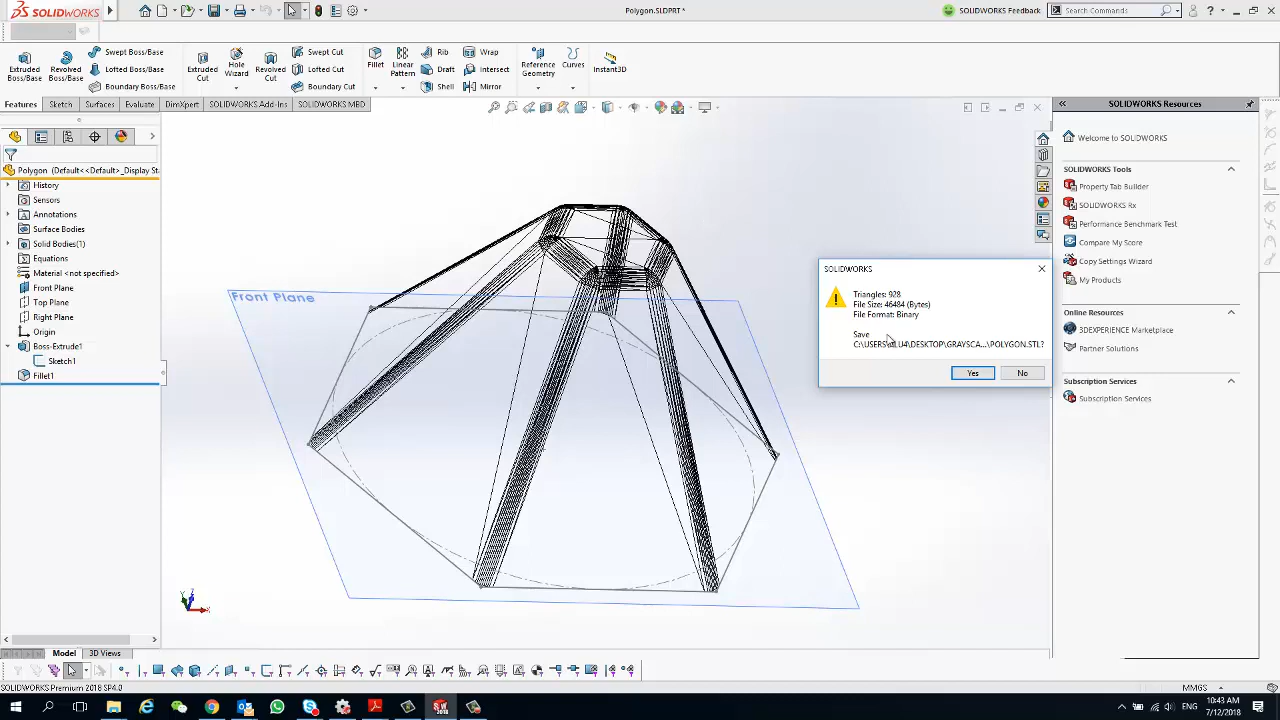 SOLIDWORKS
Polygon.SLDPRT *
SOLIDWORKS Feedback
Search Commands
Extruded Boss/Base
Revolved Boss/Base
Swept Boss/Base
Lofted Boss/Base
Boundary Boss/Base
Extruded Cut
Hole Wizard
Revolved Cut
Swept Cut
Lofted Cut
Boundary Cut
Fillet
Linear Pattern
Rib
Draft
Shell
Wrap
Intersect
Mirror
Reference Geometry
Curves
Instant3D
Features
Sketch
Surfaces
Evaluate
DimXpert
SOLIDWORKS Add-Ins
SOLIDWORKS MBD
Polygon (Default<<Default>_Display St
History
Sensors
Annotations
Surface Bodies
Solid Bodies(1)
Equations
Material <not specified>
Front Plane
Top Plane
Right Plane
Origin
Boss-Extrude1
Sketch1
Fillet1
Front Plane
SOLIDWORKS
Triangles: 928
File Size: 46484 (Bytes)
File Format: Binary
Save
Yes
No
SOLIDWORKS Resources
Welcome to SOLIDWORKS
SOLIDWORKS Tools
Property Tab Builder
SOLIDWORKS Rx
Performance Benchmark Test
Compare My Score
Copy Settings Wizard
My Products
Online Resources
3DEXPERIENCE Marketplace
Partner Solutions
Subscription Services
Subscription Services
Model
3D Views
SOLIDWORKS Premium 2018 SP4.0
MMGS
10:43 AM
7/12/2018